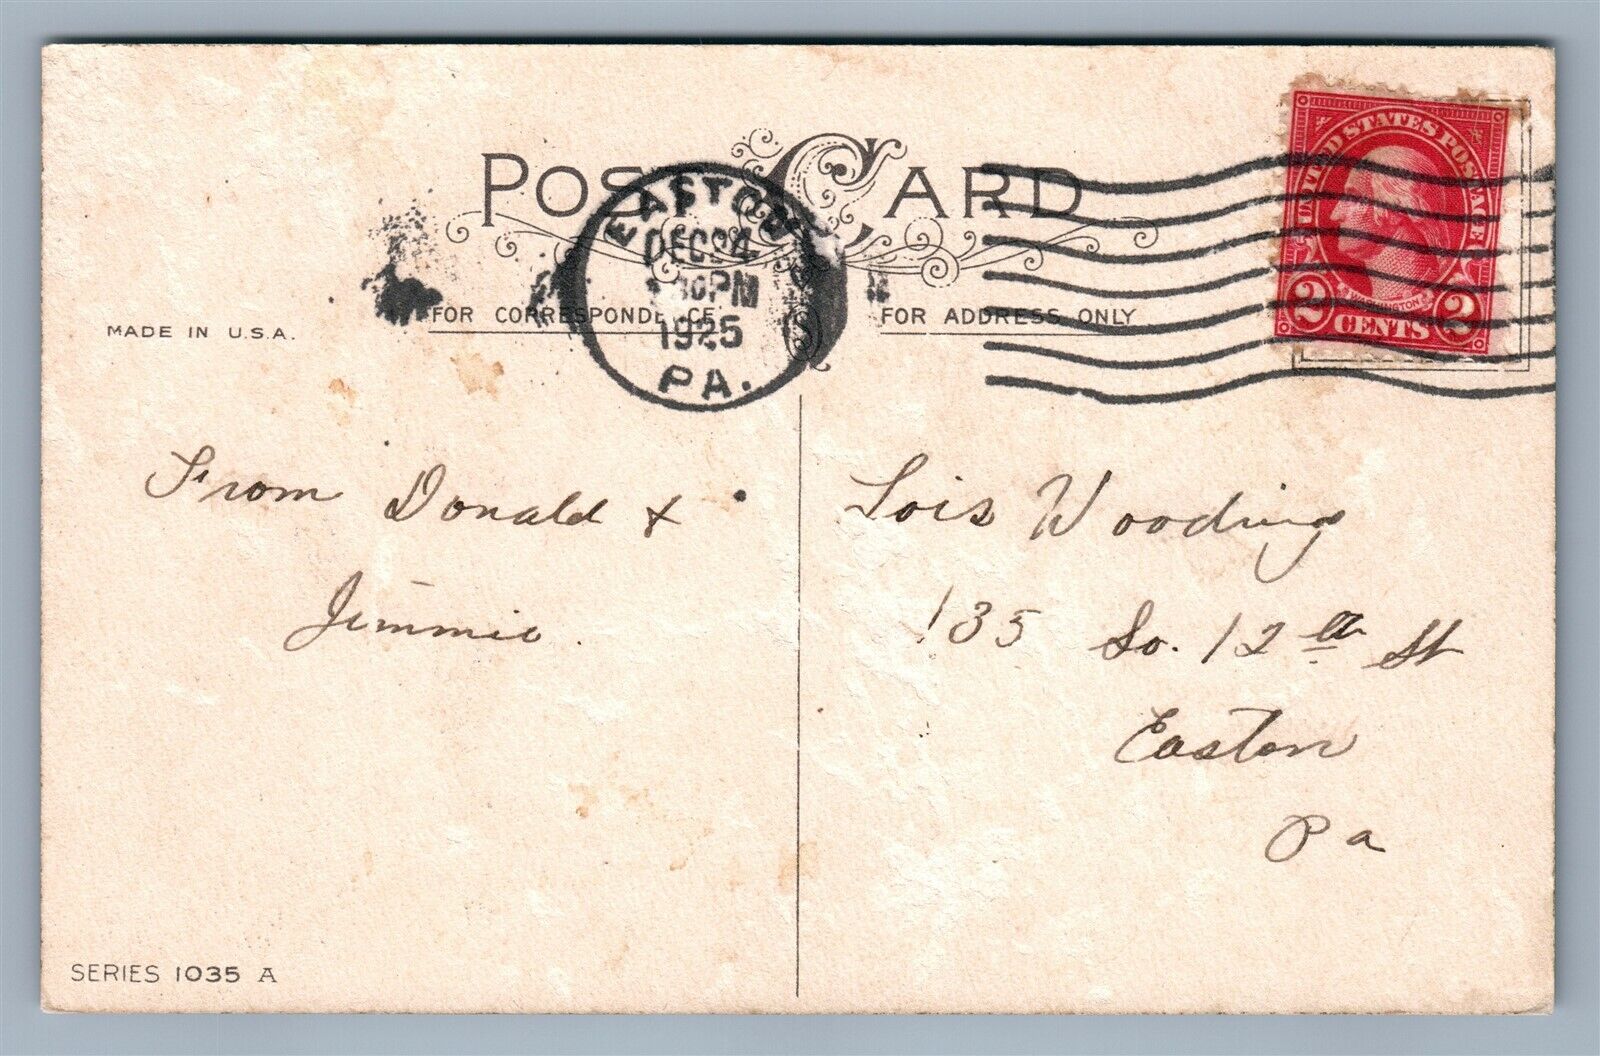 POST CARD
EASTON
DEC 24
PM
1925
PA.
UNITED STATES POSTAGE
WASHINGTON
2 CENTS 2
MADE IN U.S.A.
FOR CORRESPONDENCE
FOR ADDRESS ONLY
From Donald &
Jimmie.
Lois Wooding
135 So. 12th St
Easton
Pa
SERIES 1035 A